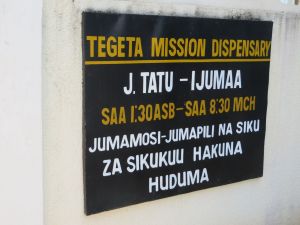 TEGETA MISSION DISPENSARY
J. TATU - IJUMAA
SAA 1:30ASB - SAA 8:30 MCH
JUMAMOSI-JUMAPILI NA SIKU
ZA SIKUKUU HAKUNA
HUDUMA